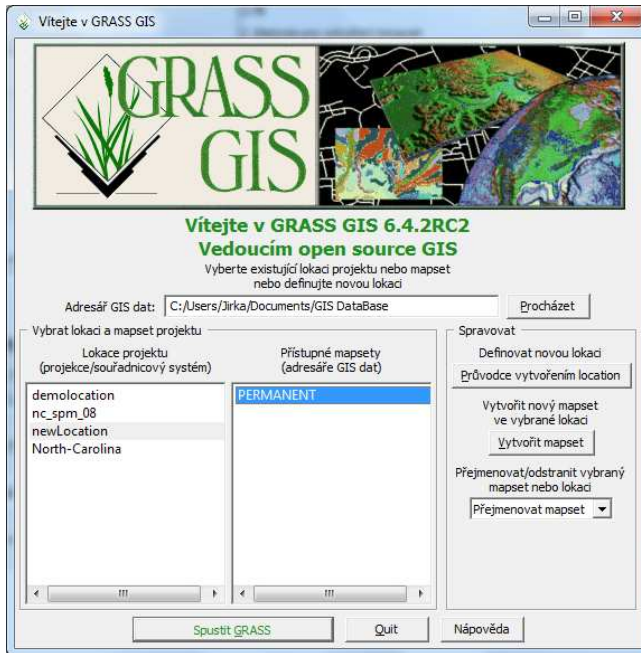 Vítejte v GRASS GIS
GRASS
GIS
Vítejte v GRASS GIS 6.4.2RC2
Vedoucím open source GIS
Vyberte existující lokaci projektu nebo mapset
nebo definujte novou lokaci
Adresář GIS dat: C:/Users/Jirka/Documents/GIS DataBase Procházet
Vybrat lokaci a mapset projektu
Lokace projektu
(projekce/souřadnicový systém)
demolocation
nc_spm_08
newLocation
North-Carolina
Přístupné mapsety
(adresáře GIS dat)
PERMANENT
Spravovat
Definovat novou lokaci
Průvodce vytvořením location
Vytvořit nový mapset
ve vybrané lokaci
Vytvořit mapset
Přejmenovat/odstranit vybraný
mapset nebo lokaci
Přejmenovat mapset
Spustit GRASS Quit Nápověda